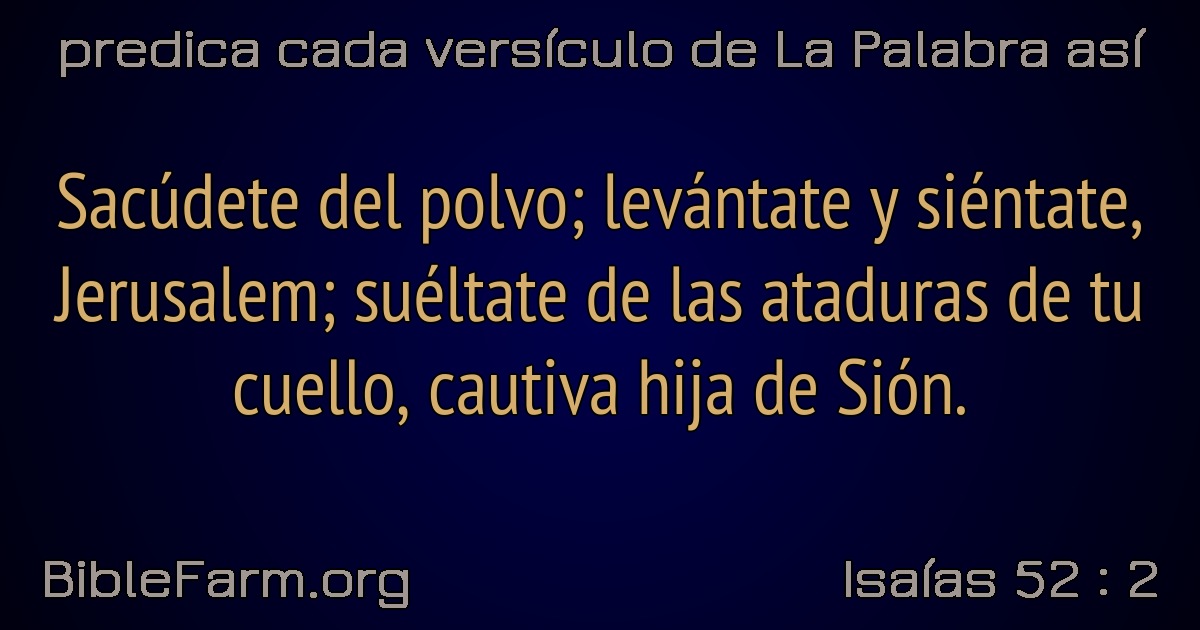 predica cada versículo de La Palabra así
Sacúdete del polvo; levántate y siéntate,
Jerusalem; suéltate de las ataduras de tu
cuello, cautiva hija de Sión.
BibleFarm.org
Isaías 52 : 2